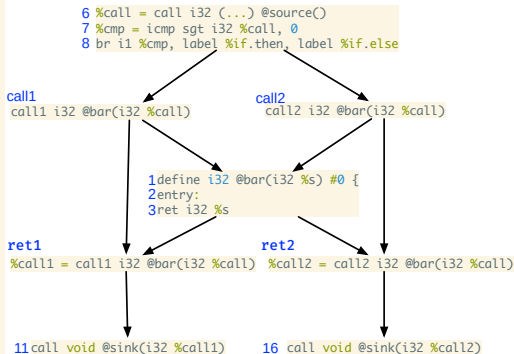 6 %call = call i32 (...) @source()
7 %cmp = icmp sgt i32 %call, 0
8 br i1 %cmp, label %if.then, label %if.else
call1
call1 i32 @bar(i32 %call)
call2
call2 i32 @bar(i32 %call)
1 define i32 @bar(i32 %s) #0 {
2 entry:
3 ret i32 %s
ret1
%call1 = call1 i32 @bar(i32 %call)
ret2
%call2 = call2 i32 @bar(i32 %call)
11 call void @sink(i32 %call1)
16 call void @sink(i32 %call2)